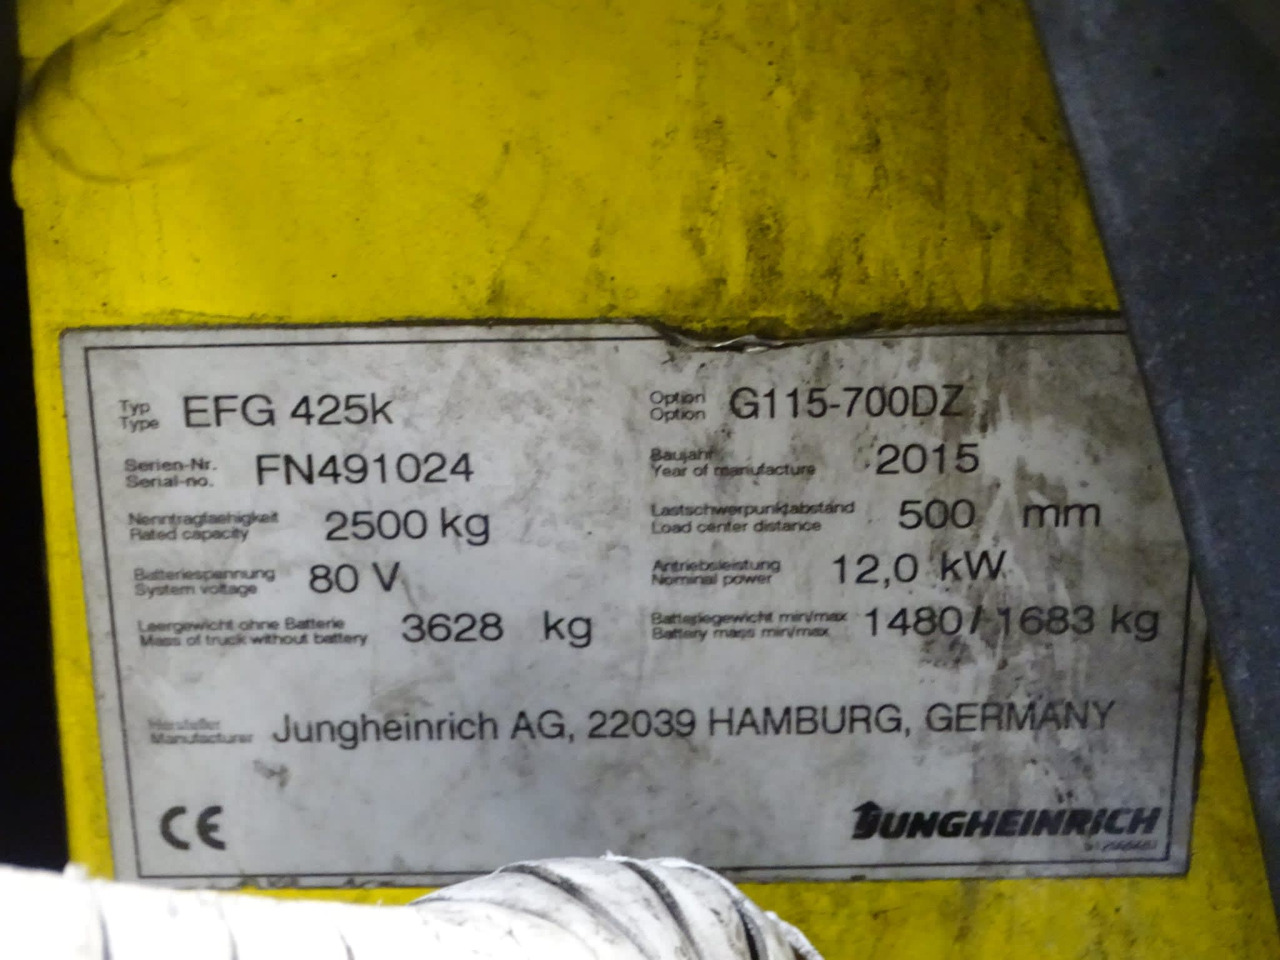 Typ EFG 425k Option G115-700DZ
Type Option
Serien-Nr. FN491024 Baujahr 2015
Serial-no. Year of manufacture
Nenntragfaehigkeit 2500 kg Lastschwerpunktabstand 500 mm
Rated capacity Load center distance
Batteriespannung 80 V Antriebsleistung 12,0 kW
System voltage Nominal power
Leergewicht ohne Batterie 3628 kg Batteriegewicht min/max 1480/1683 kg
Mass of truck without battery Battery mass min/max
Hersteller Jungheinrich AG, 22039 HAMBURG, GERMANY
Manufacturer
CE JUNGHEINRICH